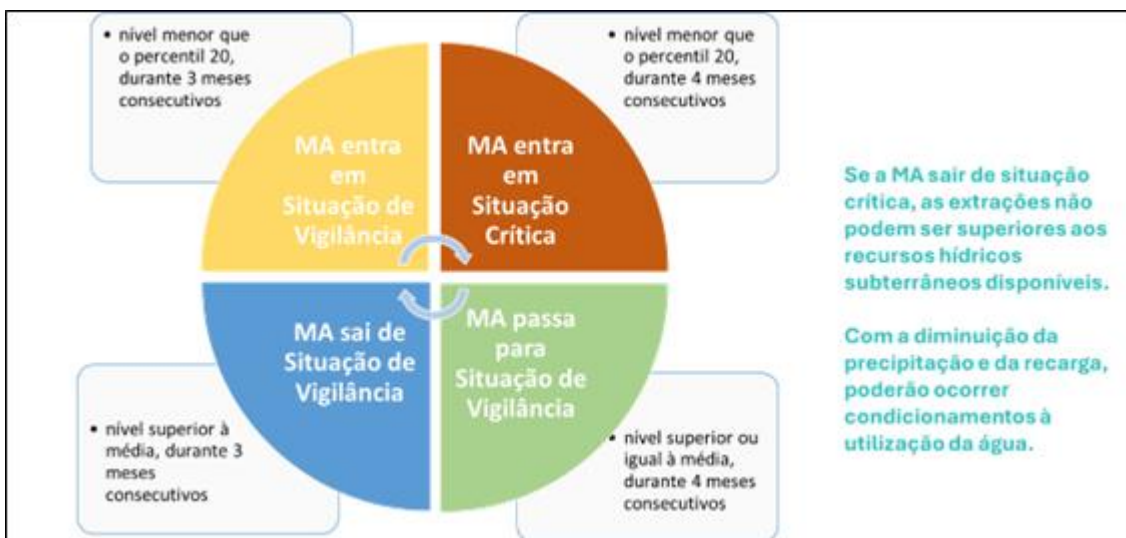 • nível menor que
o percentil 20,
durante 3 meses
consecutivos
• nível menor que
o percentil 20,
durante 4 meses
consecutivos
MA entra
em
Situação de
Vigilância
MA entra
em
Situação
Crítica
MA sai de
Situação de
Vigilância
MA passa
para
Situação de
Vigilância
• nível superior à
média, durante 3
meses
consecutivos
• nível superior ou
igual à média,
durante 4 meses
consecutivos
Se a MA sair de situação
crítica, as extrações não
podem ser superiores aos
recursos hídricos
subterrâneos disponíveis.
Com a diminuição da
precipitação e da recarga,
poderão ocorrer
condicionamentos à
utilização da água.